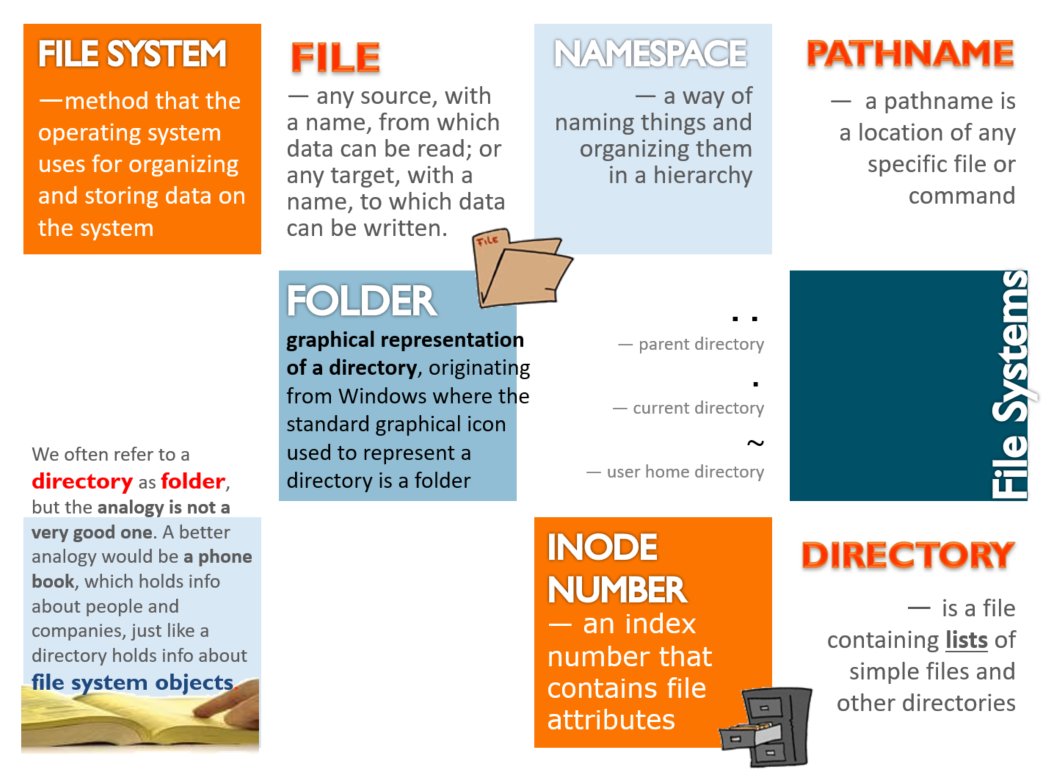 FILE SYSTEM
—method that the
operating system
uses for organizing
and storing data on
the system
FILE
— any source, with
a name, from which
data can be read; or
any target, with a
name, to which data
can be written.
NAMESPACE
— a way of
naming things and
organizing them
in a hierarchy
PATHNAME
— a pathname is
a location of any
specific file or
command
FILE
FOLDER
graphical representation
of a directory, originating
from Windows where the
standard graphical icon
used to represent a
directory is a folder
. .
— parent directory
.
— current directory
~
— user home directory
File Systems
We often refer to a
directory as folder,
but the analogy is not a
very good one. A better
analogy would be a phone
book, which holds info
about people and
companies, just like a
directory holds info about
file system objects.
INODE
NUMBER
— an index
number that
contains file
attributes
DIRECTORY
— is a file
containing lists of
simple files and
other directories